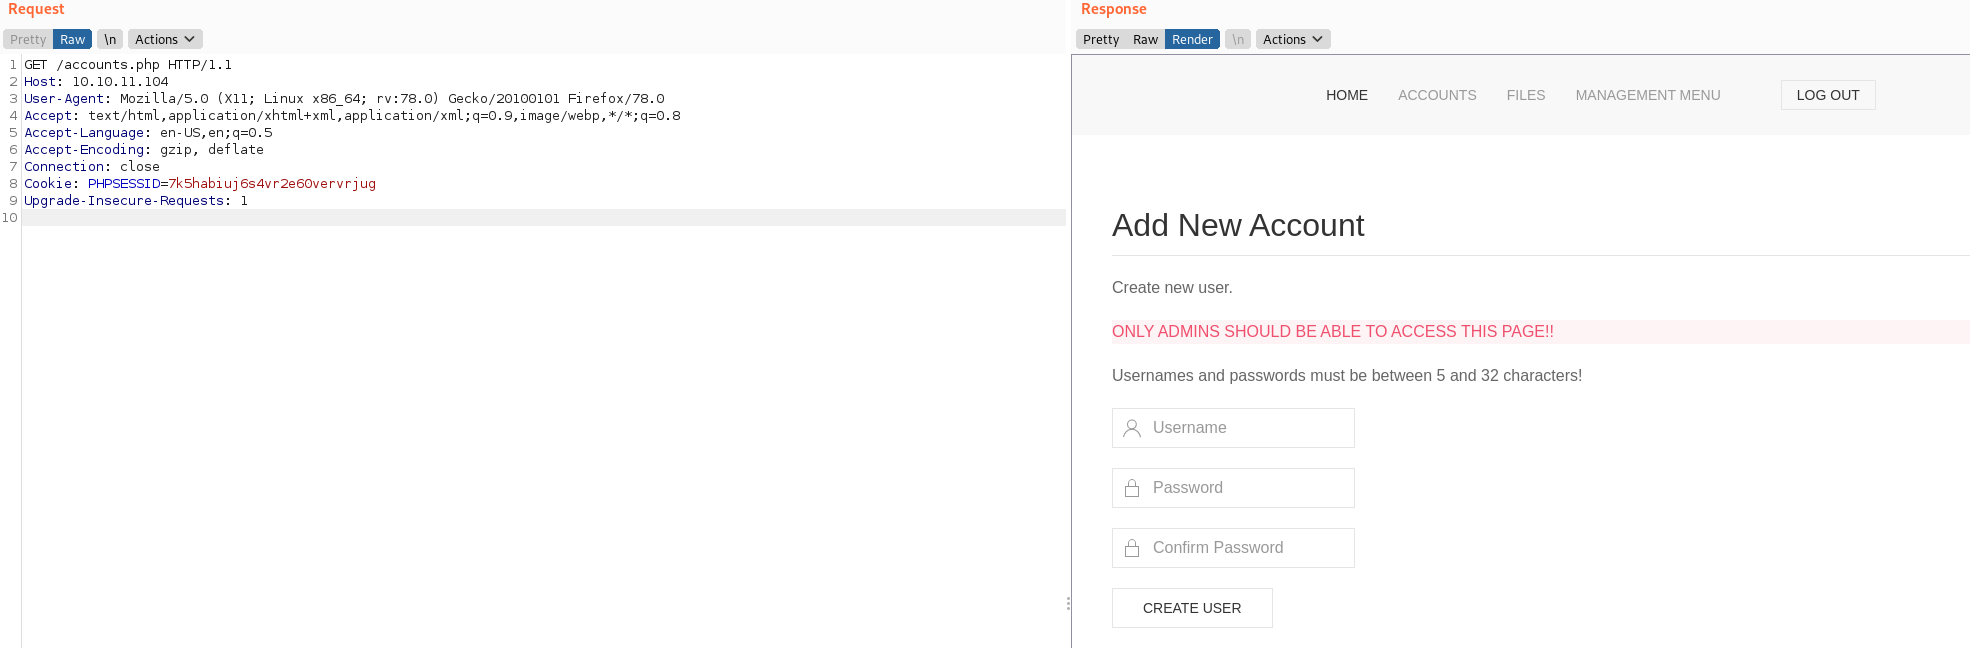 Request
Pretty Raw \n Actions
1 GET /accounts.php HTTP/1.1
2 Host: 10.10.11.104
3 User-Agent: Mozilla/5.0 (X11; Linux x86_64; rv:78.0) Gecko/20100101 Firefox/78.0
4 Accept: text/html,application/xhtml+xml,application/xml;q=0.9,image/webp,*/*;q=0.8
5 Accept-Language: en-US,en;q=0.5
6 Accept-Encoding: gzip, deflate
7 Connection: close
8 Cookie: PHPSESSID=7k5habiuj6s4vr2e60vervrjug
9 Upgrade-Insecure-Requests: 1
10
Response
Pretty Raw Render \n Actions
HOME ACCOUNTS FILES MANAGEMENT MENU LOG OUT
Add New Account
Create new user.
ONLY ADMINS SHOULD BE ABLE TO ACCESS THIS PAGE!!
Usernames and passwords must be between 5 and 32 characters!
Username
Password
Confirm Password
CREATE USER